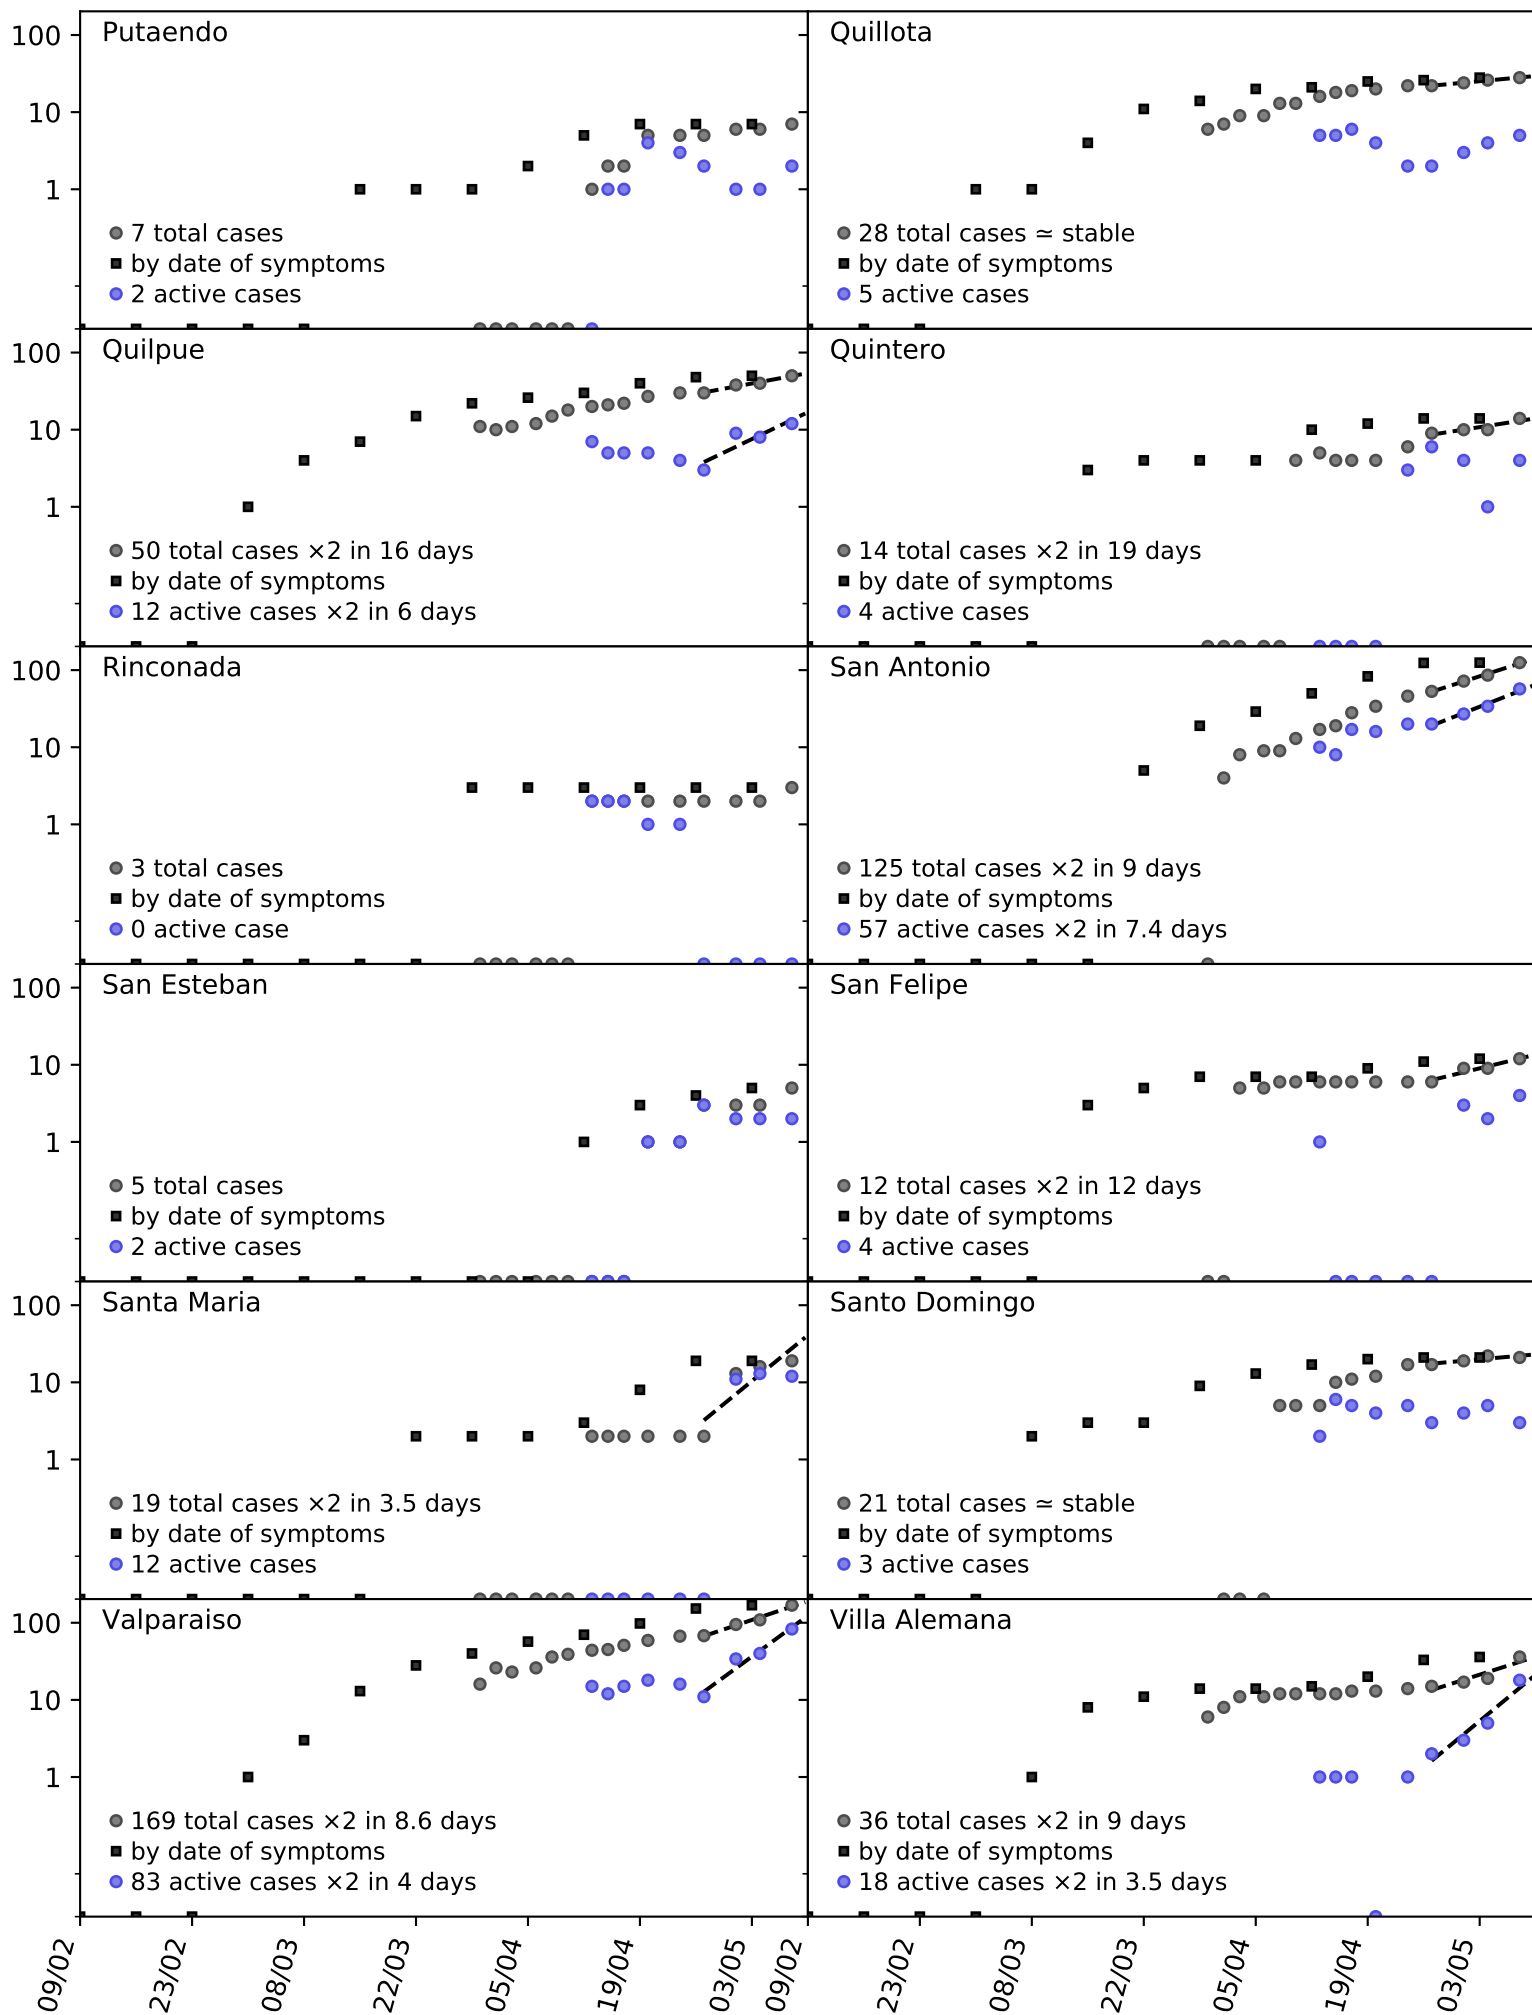 Putaendo
Quillota
100
10
1
7 total cases
by date of symptoms
2 active cases
28 total cases ≃ stable
by date of symptoms
5 active cases
Quilpue
Quintero
100
10
1
50 total cases ×2 in 16 days
by date of symptoms
12 active cases ×2 in 6 days
14 total cases ×2 in 19 days
by date of symptoms
4 active cases
Rinconada
San Antonio
100
10
1
3 total cases
by date of symptoms
0 active case
125 total cases ×2 in 9 days
by date of symptoms
57 active cases ×2 in 7.4 days
San Esteban
San Felipe
100
10
1
5 total cases
by date of symptoms
2 active cases
12 total cases ×2 in 12 days
by date of symptoms
4 active cases
Santa Maria
Santo Domingo
100
10
1
19 total cases ×2 in 3.5 days
by date of symptoms
12 active cases
21 total cases ≃ stable
by date of symptoms
3 active cases
Valparaiso
Villa Alemana
100
10
1
169 total cases ×2 in 8.6 days
by date of symptoms
83 active cases ×2 in 4 days
36 total cases ×2 in 9 days
by date of symptoms
18 active cases ×2 in 3.5 days
09/02 23/02 08/03 22/03 05/04 19/04 03/05 09/02 23/02 08/03 22/03 05/04 19/04 03/05